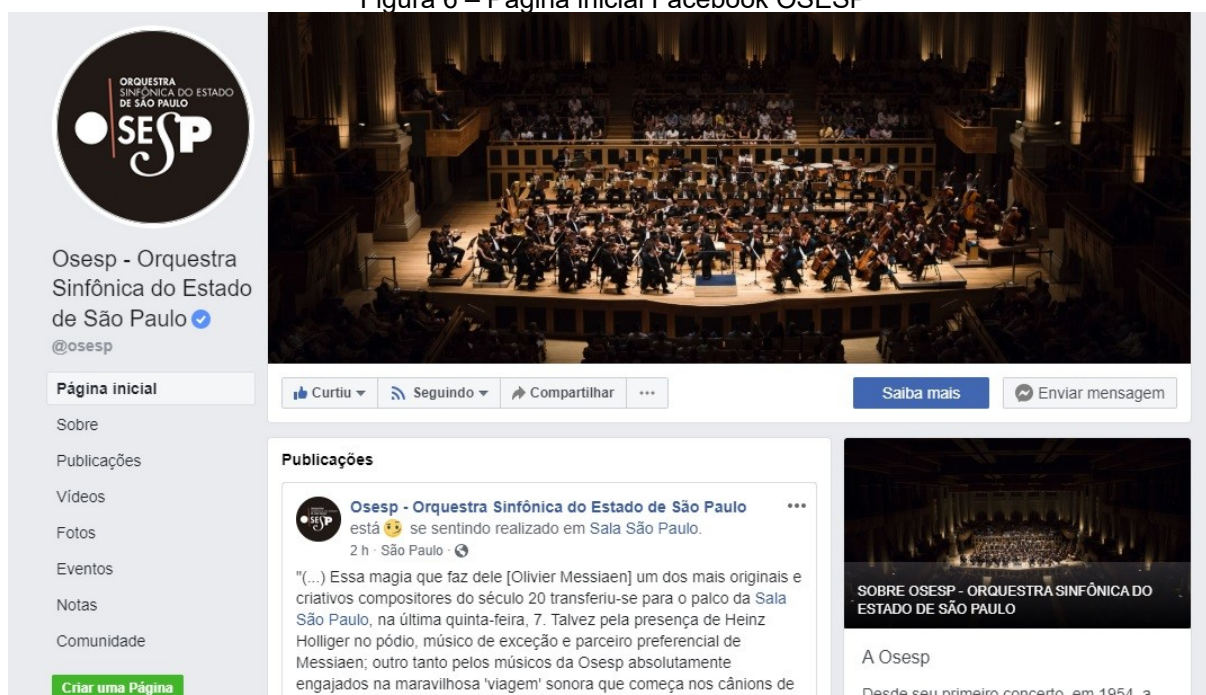 Figura 6 – Página inicial Facebook OSESP
ORQUESTRA
SINFÔNICA DO ESTADO
DE SÃO PAULO
OSESP
Osesp - Orquestra
Sinfônica do Estado
de São Paulo
@osesp
Página inicial
Sobre
Publicações
Vídeos
Fotos
Eventos
Notas
Comunidade
Criar uma Página
Curtiu
Seguindo
Compartilhar
Saiba mais
Enviar mensagem
Publicações
Osesp - Orquestra Sinfônica do Estado de São Paulo
está se sentindo realizado em Sala São Paulo.
2 h · São Paulo ·
"(...) Essa magia que faz dele [Olivier Messiaen] um dos mais originais e
criativos compositores do século 20 transferiu-se para o palco da Sala
São Paulo, na última quinta-feira, 7. Talvez pela presença de Heinz
Holliger no pódio, músico de exceção e parceiro preferencial de
Messiaen; outro tanto pelos músicos da Osesp absolutamente
engajados na maravilhosa 'viagem' sonora que começa nos cânions de
SOBRE OSESP - ORQUESTRA SINFÔNICA DO
ESTADO DE SÃO PAULO
A Osesp
Desde seu primeiro concerto, em 1954, a